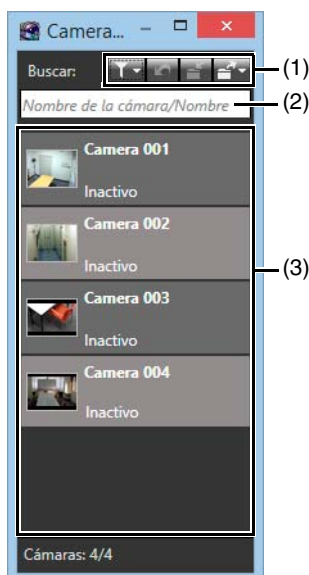 Camera...
Buscar:
(1)
Nombre de la cámara/Nombre
(2)
Camera 001
Inactivo
Camera 002
Inactivo
(3)
Camera 003
Inactivo
Camera 004
Inactivo
Cámaras: 4/4